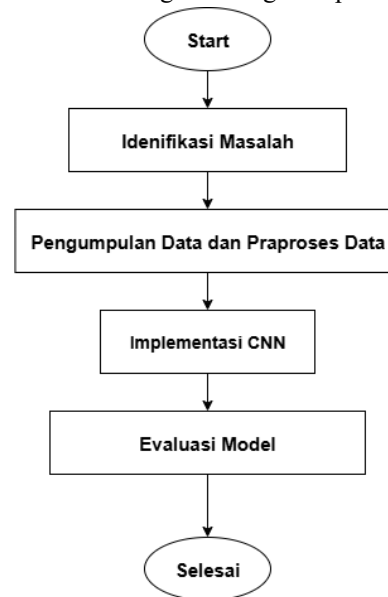 Start
Idenifikasi Masalah
Pengumpulan Data dan Praproses Data
Implementasi CNN
Evaluasi Model
Selesai